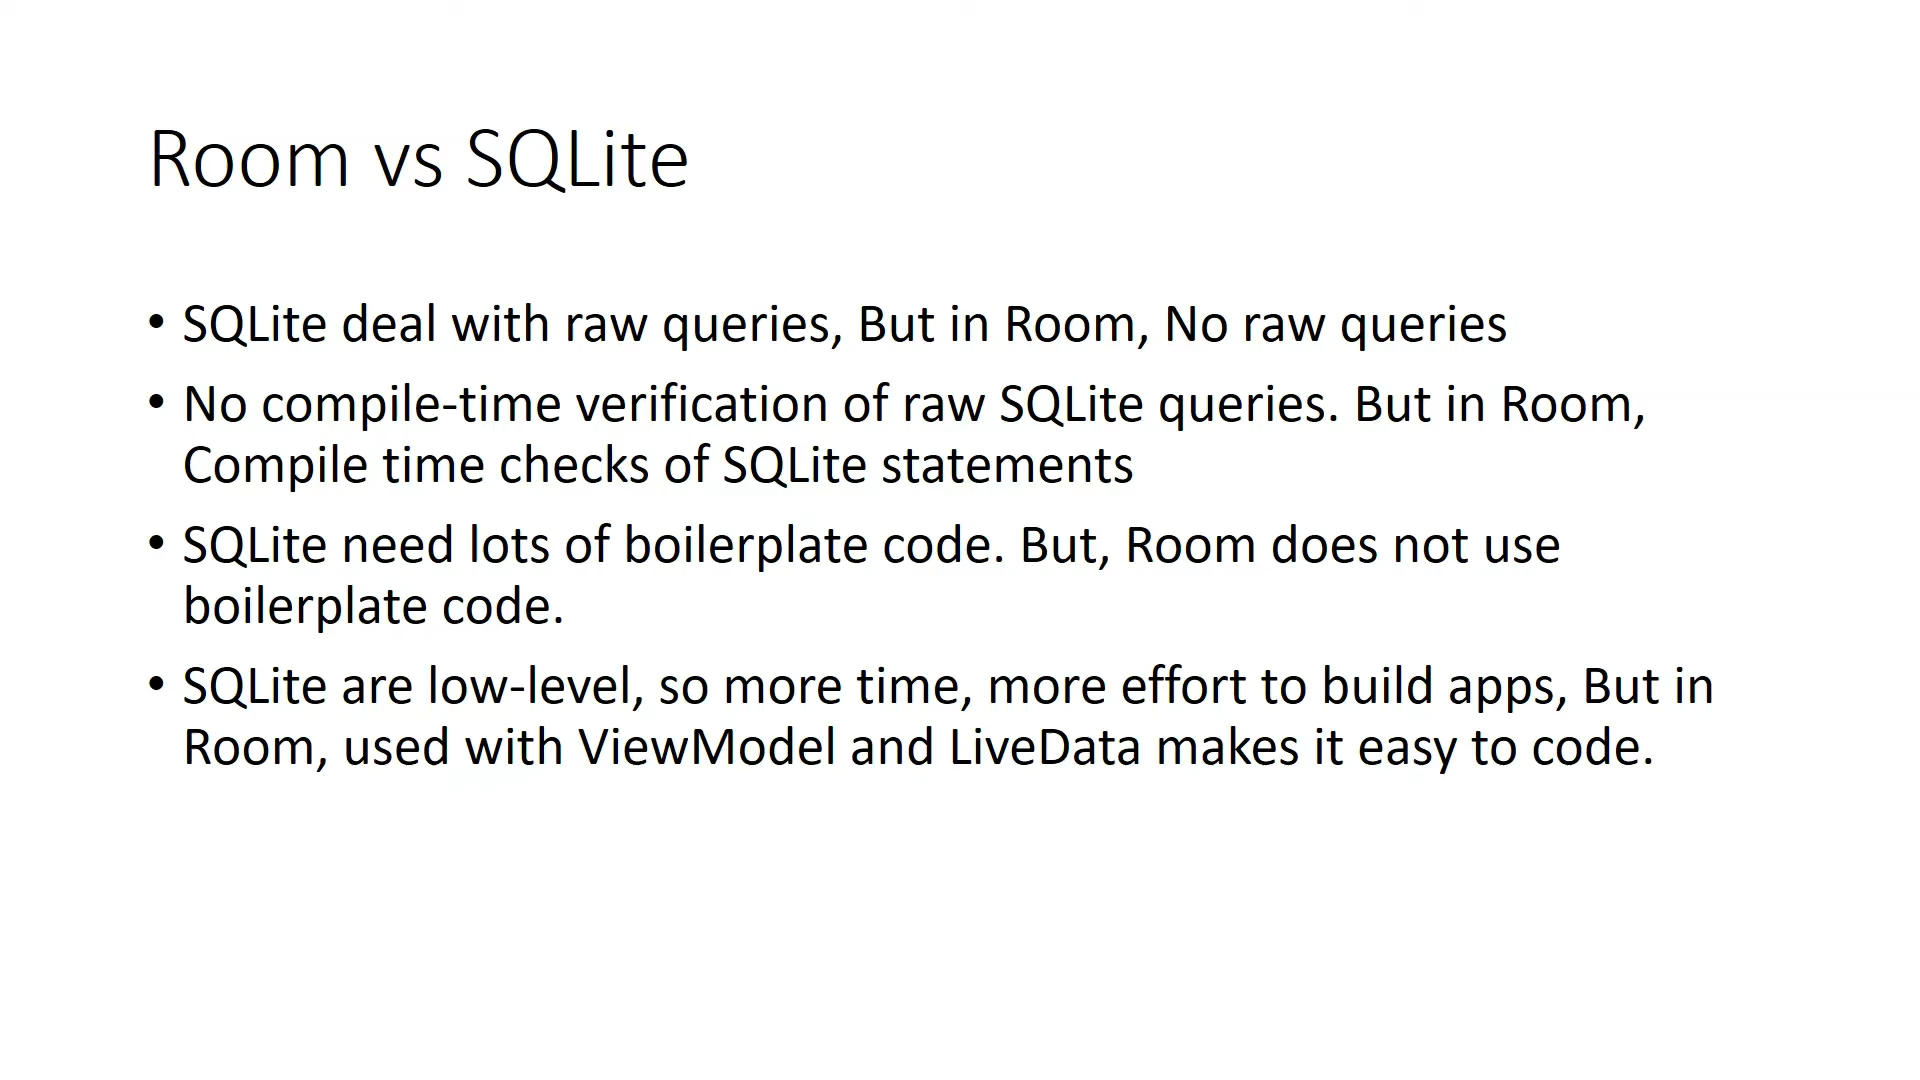 Room vs SQLite
• SQLite deal with raw queries, But in Room, No raw queries
• No compile-time verification of raw SQLite queries. But in Room,
Compile time checks of SQLite statements
• SQLite need lots of boilerplate code. But, Room does not use
boilerplate code.
• SQLite are low-level, so more time, more effort to build apps, But in
Room, used with ViewModel and LiveData makes it easy to code.